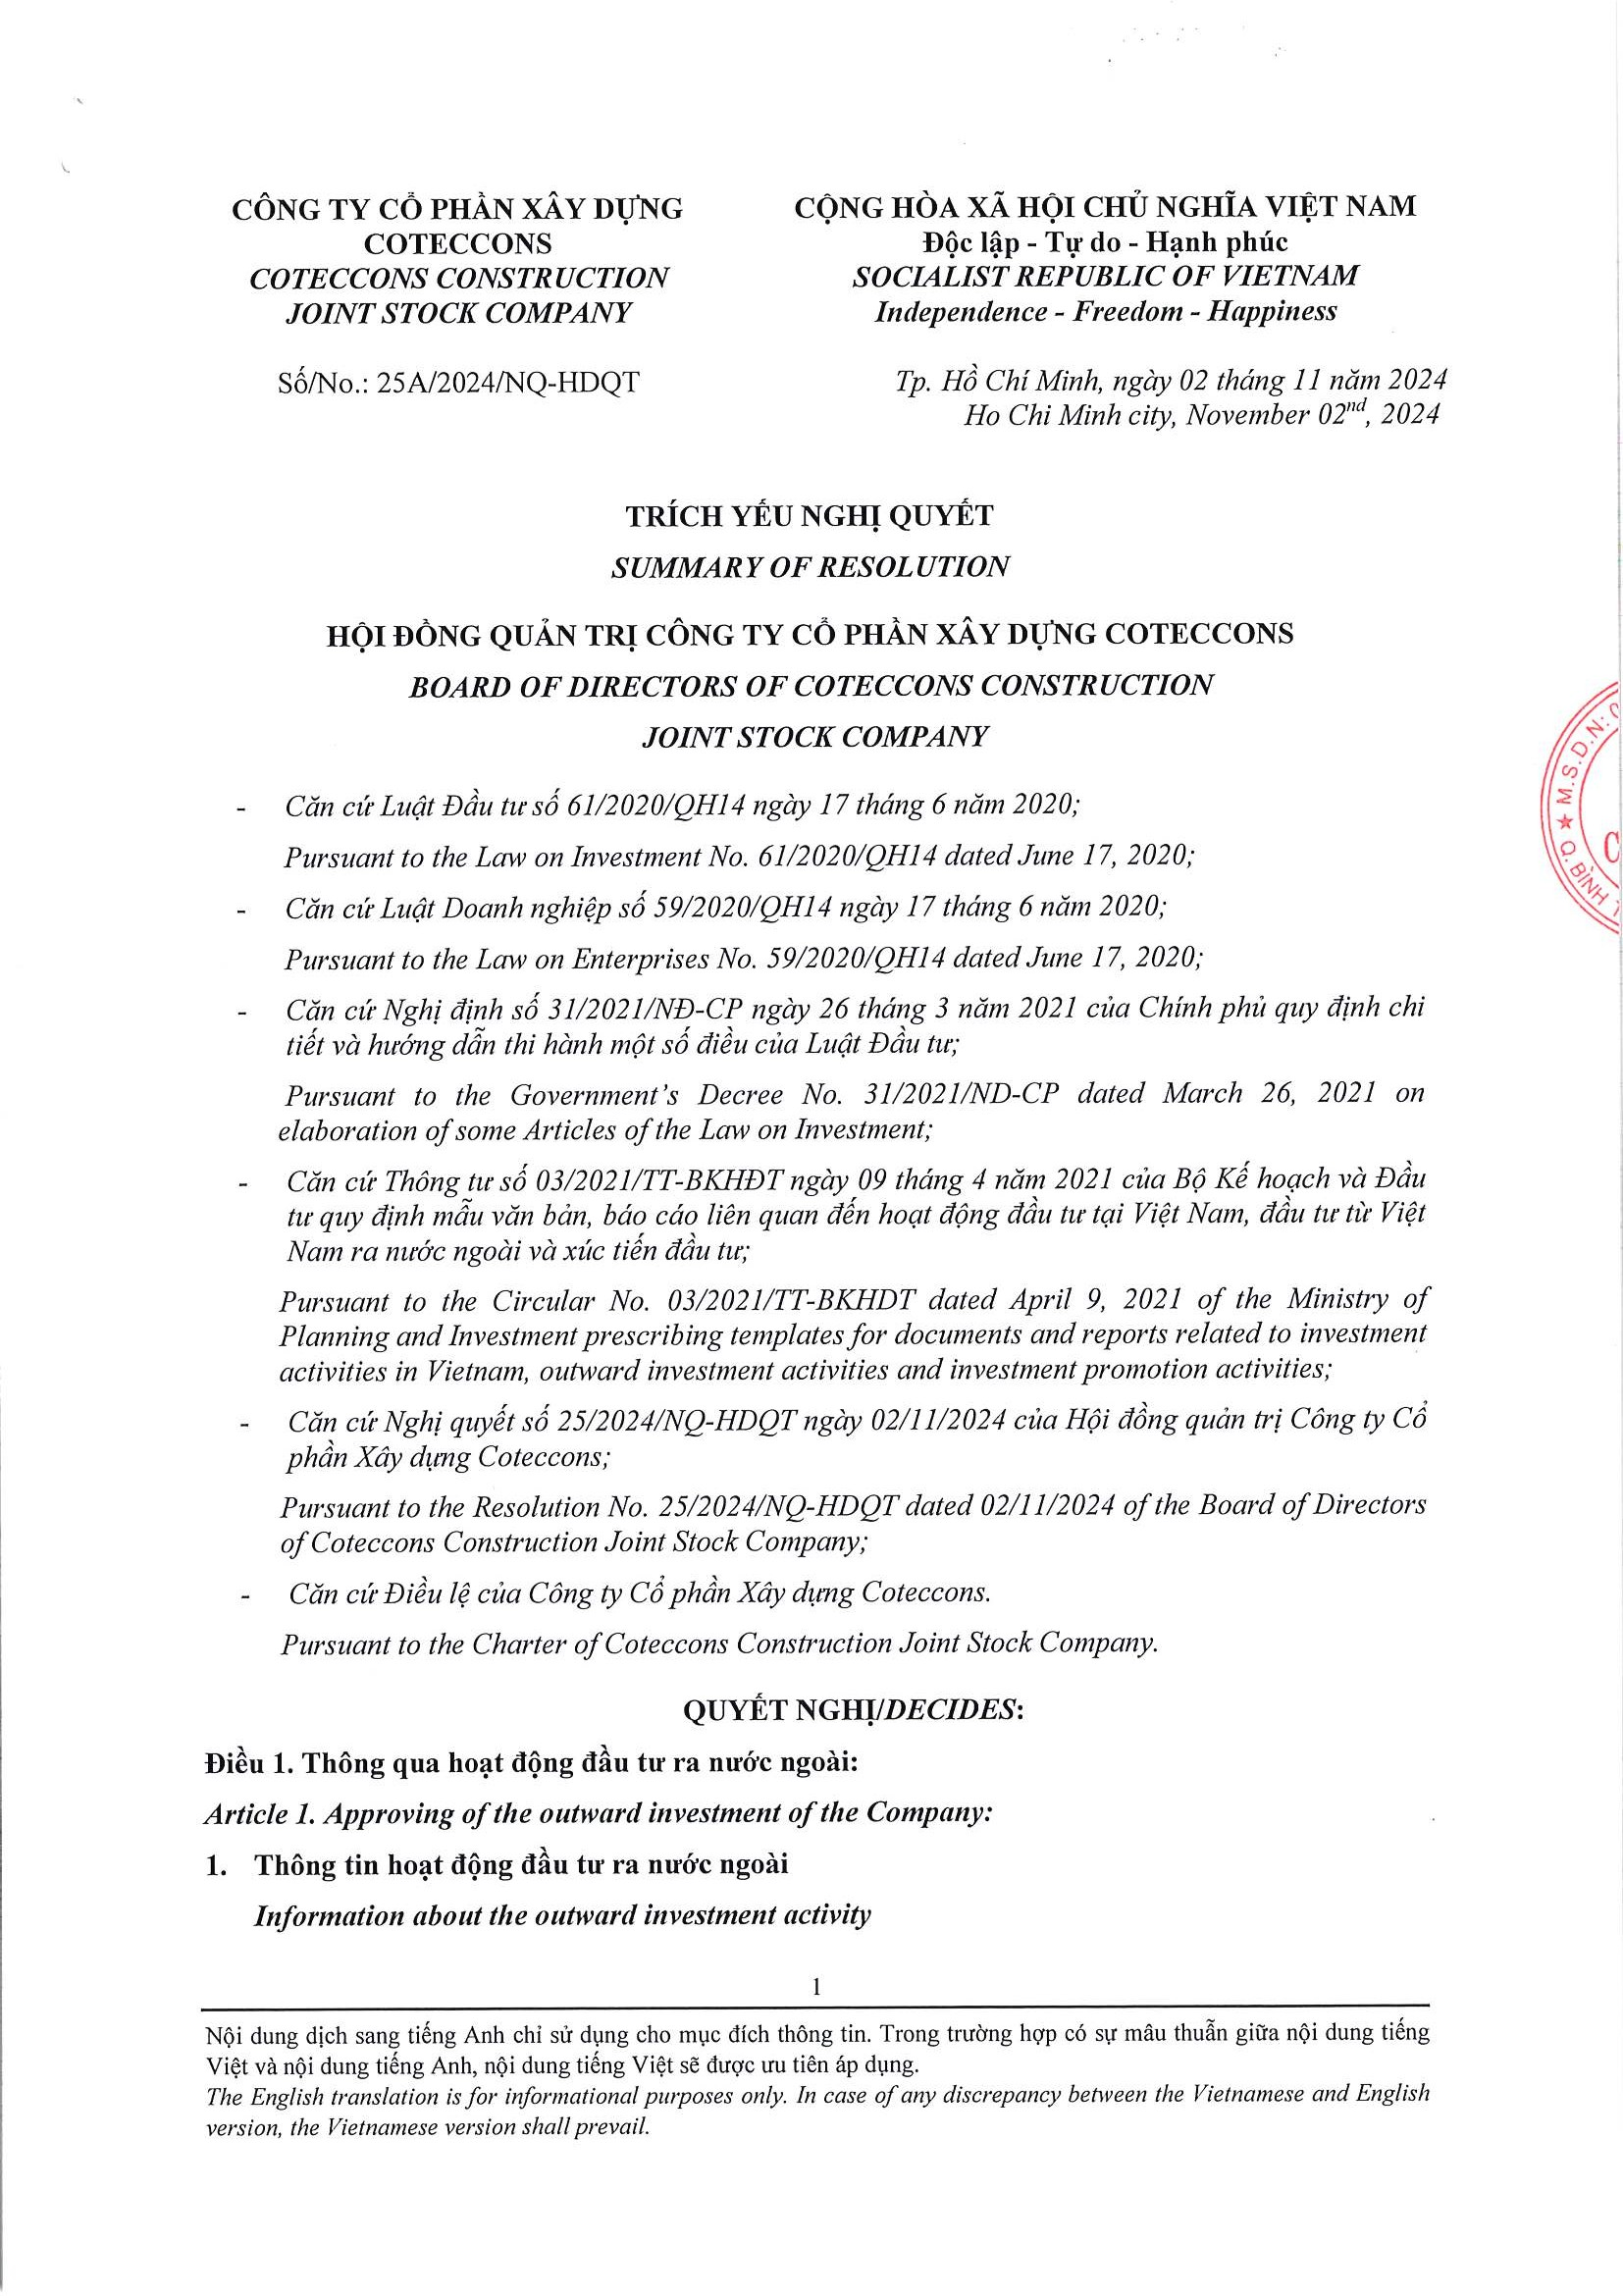 CÔNG TY CỔ PHẦN XÂY DỰNG
COTECCONS
COTECCONS CONSTRUCTION
JOINT STOCK COMPANY
Số/No.: 25A/2024/NQ-HDQT
CỘNG HÒA XÃ HỘI CHỦ NGHĨA VIỆT NAM
Độc lập - Tự do - Hạnh phúc
SOCIALIST REPUBLIC OF VIETNAM
Independence - Freedom - Happiness
Tp. Hồ Chí Minh, ngày 02 tháng 11 năm 2024
Ho Chi Minh city, November 02nd, 2024
TRÍCH YẾU NGHỊ QUYẾT
SUMMARY OF RESOLUTION
HỘI ĐỒNG QUẢN TRỊ CÔNG TY CỔ PHẦN XÂY DỰNG COTECCONS
BOARD OF DIRECTORS OF COTECCONS CONSTRUCTION
JOINT STOCK COMPANY
- Căn cứ Luật Đầu tư số 61/2020/QH14 ngày 17 tháng 6 năm 2020;
Pursuant to the Law on Investment No. 61/2020/QH14 dated June 17, 2020;
- Căn cứ Luật Doanh nghiệp số 59/2020/QH14 ngày 17 tháng 6 năm 2020;
Pursuant to the Law on Enterprises No. 59/2020/QH14 dated June 17, 2020;
- Căn cứ Nghị định số 31/2021/NĐ-CP ngày 26 tháng 3 năm 2021 của Chính phủ quy định chi
tiết và hướng dẫn thi hành một số điều của Luật Đầu tư;
Pursuant to the Government's Decree No. 31/2021/ND-CP dated March 26, 2021 on
elaboration of some Articles of the Law on Investment;
- Căn cứ Thông tư số 03/2021/TT-BKHĐT ngày 09 tháng 4 năm 2021 của Bộ Kế hoạch và Đầu
tư quy định mẫu văn bản, báo cáo liên quan đến hoạt động đầu tư tại Việt Nam, đầu tư từ Việt
Nam ra nước ngoài và xúc tiến đầu tư;
Pursuant to the Circular No. 03/2021/TT-BKHDT dated April 9, 2021 of the Ministry of
Planning and Investment prescribing templates for documents and reports related to investment
activities in Vietnam, outward investment activities and investment promotion activities;
- Căn cứ Nghị quyết số 25/2024/NQ-HDQT ngày 02/11/2024 của Hội đồng quản trị Công ty Cổ
phần Xây dựng Coteccons;
Pursuant to the Resolution No. 25/2024/NQ-HDQT dated 02/11/2024 of the Board of Directors
of Coteccons Construction Joint Stock Company;
- Căn cứ Điều lệ của Công ty Cổ phần Xây dựng Coteccons.
Pursuant to the Charter of Coteccons Construction Joint Stock Company.
M.S.D.N:
Q. BÌNH
QUYẾT NGHỊ/DECIDES:
Điều 1. Thông qua hoạt động đầu tư ra nước ngoài:
Article 1. Approving of the outward investment of the Company:
1. Thông tin hoạt động đầu tư ra nước ngoài
Information about the outward investment activity
1
Nội dung dịch sang tiếng Anh chỉ sử dụng cho mục đích thông tin. Trong trường hợp có sự mâu thuẫn giữa nội dung tiếng
Việt và nội dung tiếng Anh, nội dung tiếng Việt sẽ được ưu tiên áp dụng.
The English translation is for informational purposes only. In case of any discrepancy between the Vietnamese and English
version, the Vietnamese version shall prevail.